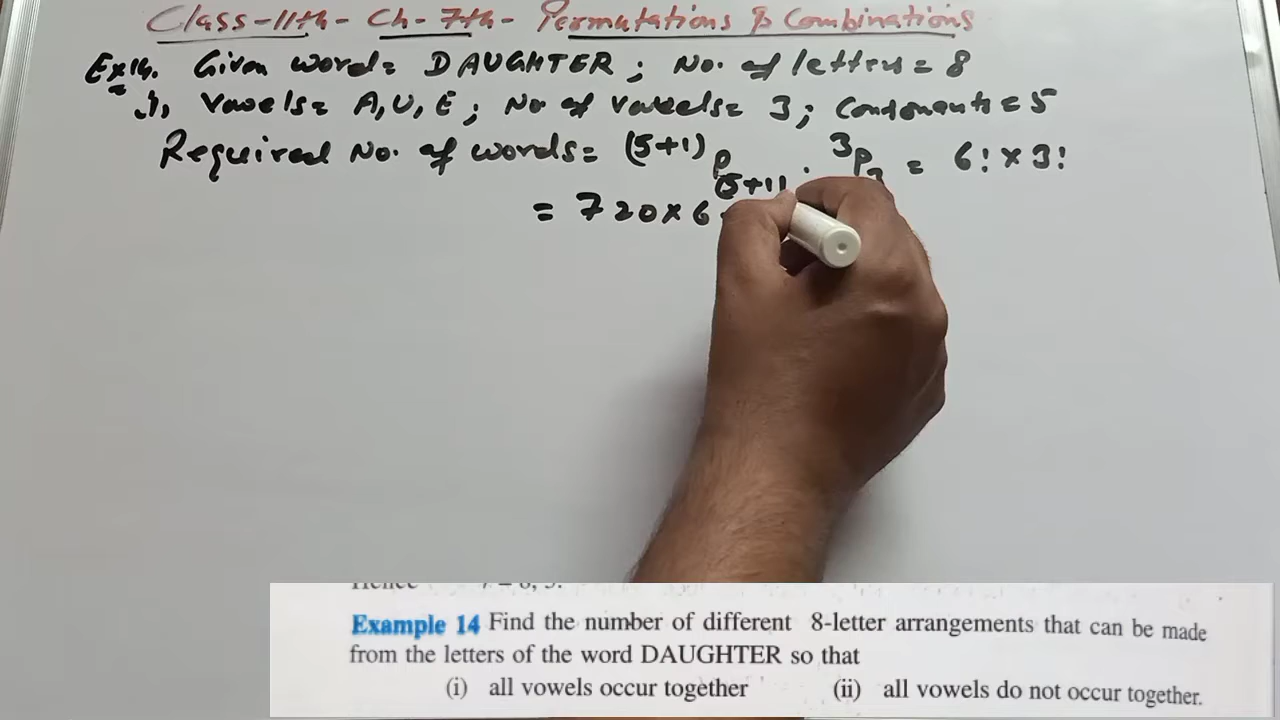 Class-11th- Ch- 7th- Permutations & Combinations
Ex14. Given word= DAUGHTER ; No. of letters = 8
i, Vowels= A, U, E ; No of vowels= 3 ; Consonants = 5
Required No. of words= (5+1) P (5+1) . 3 P 3 = 6! × 3!
= 720×6
Example 14 Find the number of different 8-letter arrangements that can be made
from the letters of the word DAUGHTER so that
(i) all vowels occur together (ii) all vowels do not occur together.